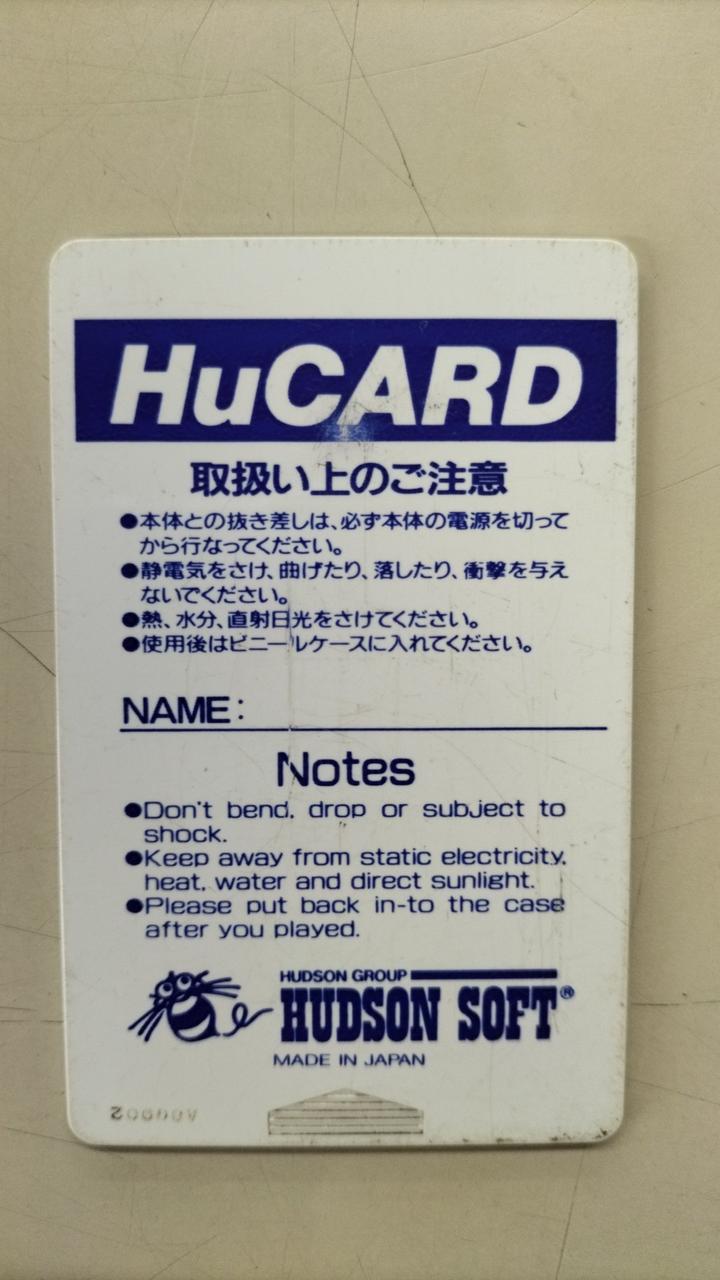 HuCARD
取扱い上のご注意
●本体との抜き差しは、必ず本体の電源を切って
から行なってください。
●静電気をさけ、曲げたり、落したり、衝撃を与え
ないでください。
●熱、水分、直射日光をさけてください。
●使用後はビニールケースに入れてください。
NAME:
Notes
●Don't bend, drop or subject to
shock.
●Keep away from static electricity,
heat, water and direct sunlight.
●Please put back in-to the case
after you played.
HUDSON GROUP
HUDSON SOFT®
MADE IN JAPAN